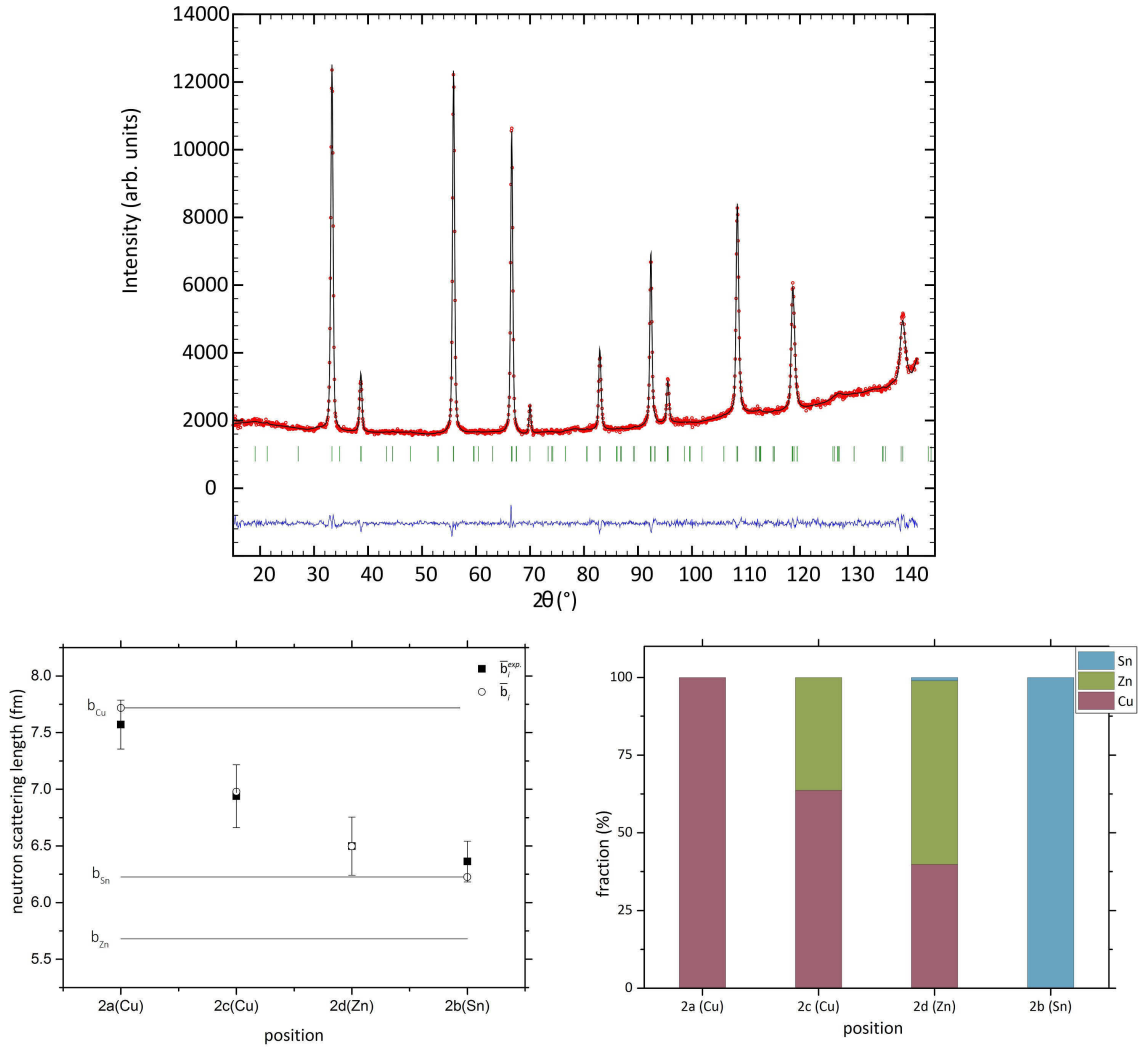 14000
12000
10000
8000
6000
4000
2000
0
Intensity (arb. units)
20 30 40 50 60 70 80 90 100 110 120 130 140
2θ (°)
8.0
7.5
7.0
6.5
6.0
5.5
neutron scattering length (fm)
b̅ᵢᵉˣᵖ·
b̅ᵢ
b_Cu
b_Sn
b_Zn
2a(Cu) 2c(Cu) 2d(Zn) 2b(Sn)
position
Sn
Zn
Cu
100
75
50
25
0
fraction (%)
2a (Cu) 2c (Cu) 2d (Zn) 2b (Sn)
position